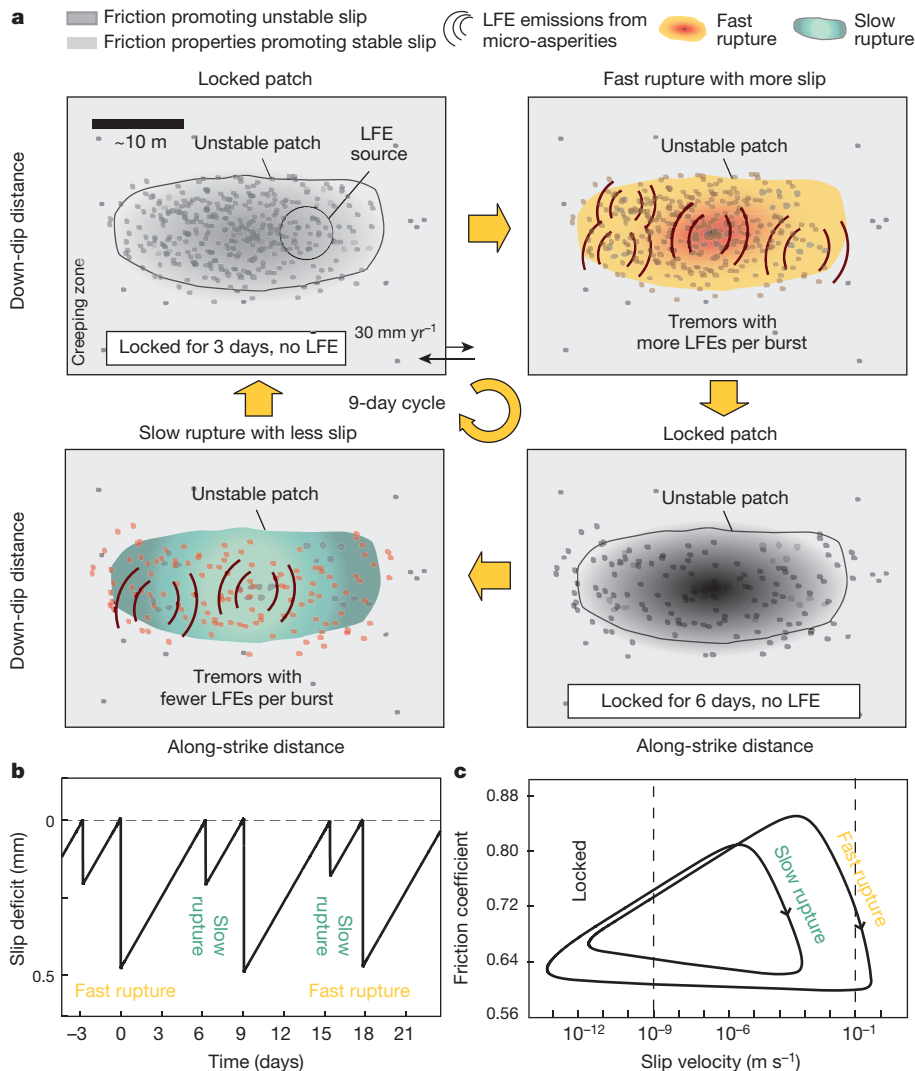 a
Friction promoting unstable slip
Friction properties promoting stable slip
LFE emissions from
micro-asperities
Fast
rupture
Slow
rupture
Locked patch
Fast rupture with more slip
Down-dip distance
~10 m
Unstable patch
LFE
source
Creeping zone
Locked for 3 days, no LFE
30 mm yr⁻¹
Unstable patch
Tremors with
more LFEs per burst
9-day cycle
Slow rupture with less slip
Locked patch
Down-dip distance
Unstable patch
Tremors with
fewer LFEs per burst
Along-strike distance
Unstable patch
Locked for 6 days, no LFE
Along-strike distance
b
Slip deficit (mm)
0
0.5
Slow
rupture
Slow
rupture
Fast rupture
Fast rupture
−3
0
3
6
9
12
15
18
21
Time (days)
c
Friction coefficient
0.88
0.80
0.72
0.64
0.56
Locked
Slow rupture
Fast rupture
10⁻¹²
10⁻⁹
10⁻⁶
10⁻¹
Slip velocity (m s⁻¹)